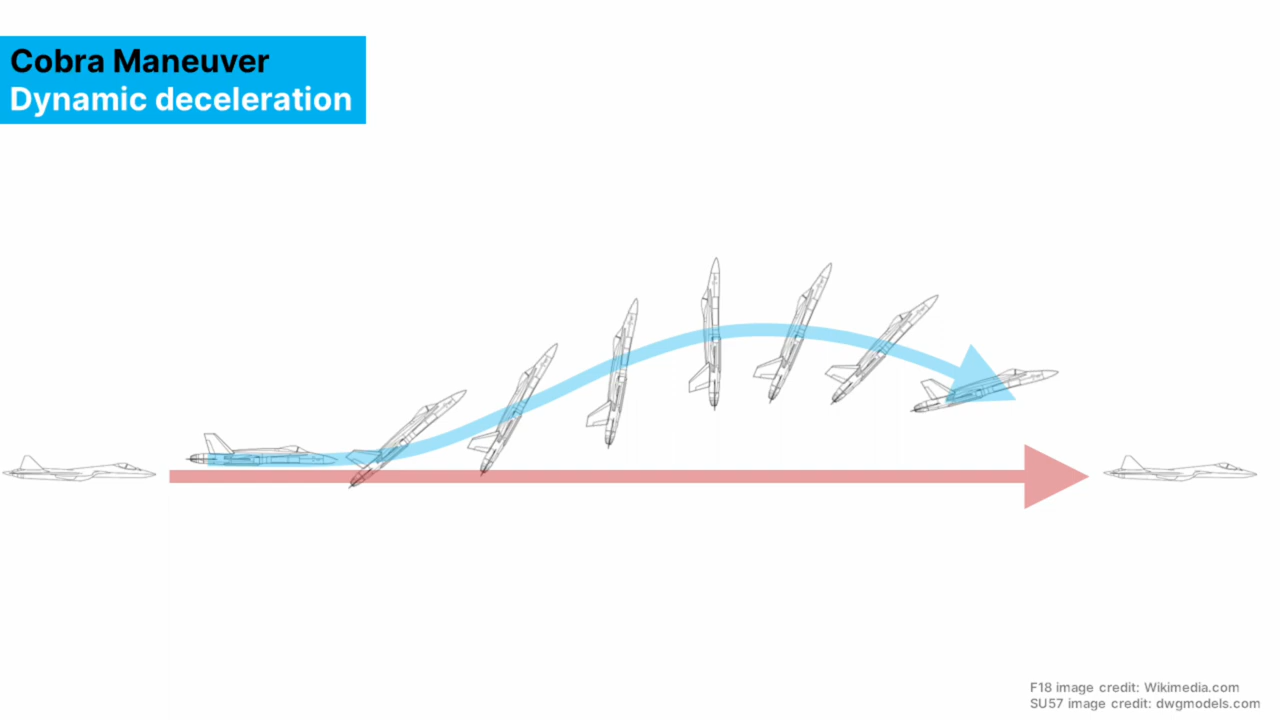 Cobra Maneuver
Dynamic deceleration
F18 image credit: Wikimedia.com
SU57 image credit: dwgmodels.com